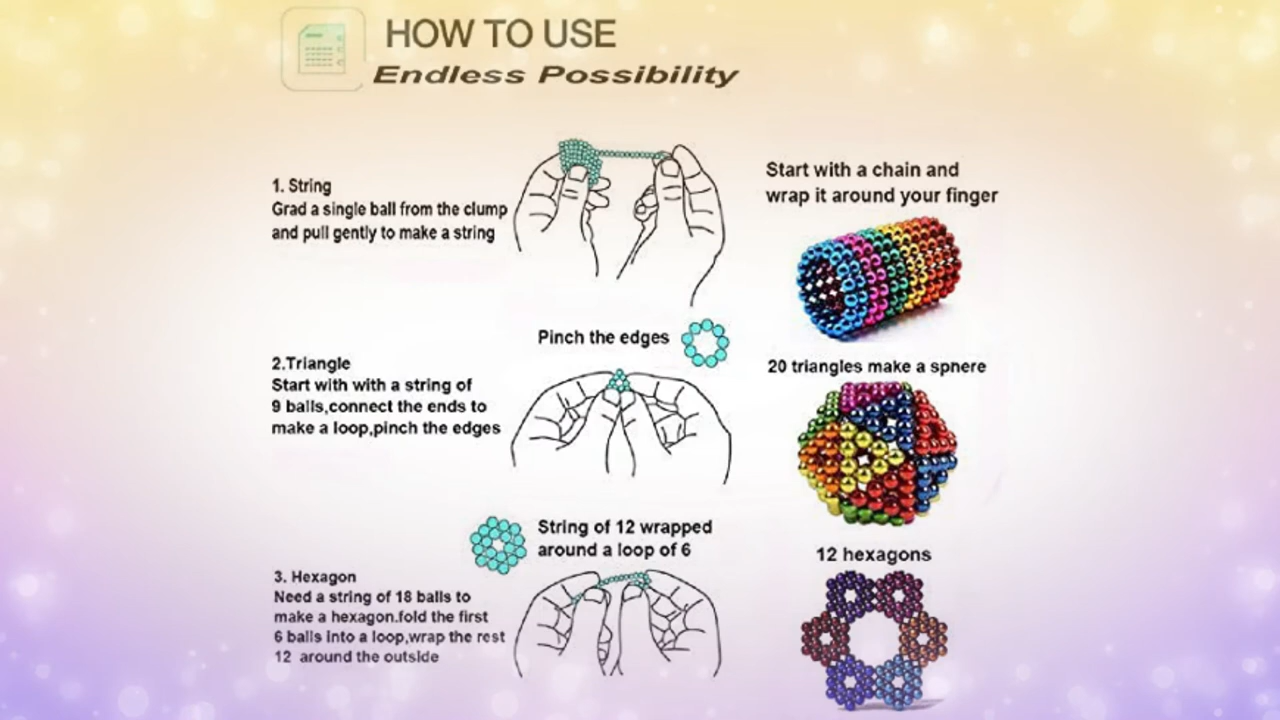 HOW TO USE
Endless Possibility
1. String
Grad a single ball from the clump
and pull gently to make a string
Start with a chain and
wrap it around your finger
Pinch the edges
2.Triangle
Start with with a string of
9 balls,connect the ends to
make a loop,pinch the edges
20 triangles make a sphere
String of 12 wrapped
around a loop of 6
3. Hexagon
Need a string of 18 balls to
make a hexagon.fold the first
6 balls into a loop,wrap the rest
12 around the outside
12 hexagons